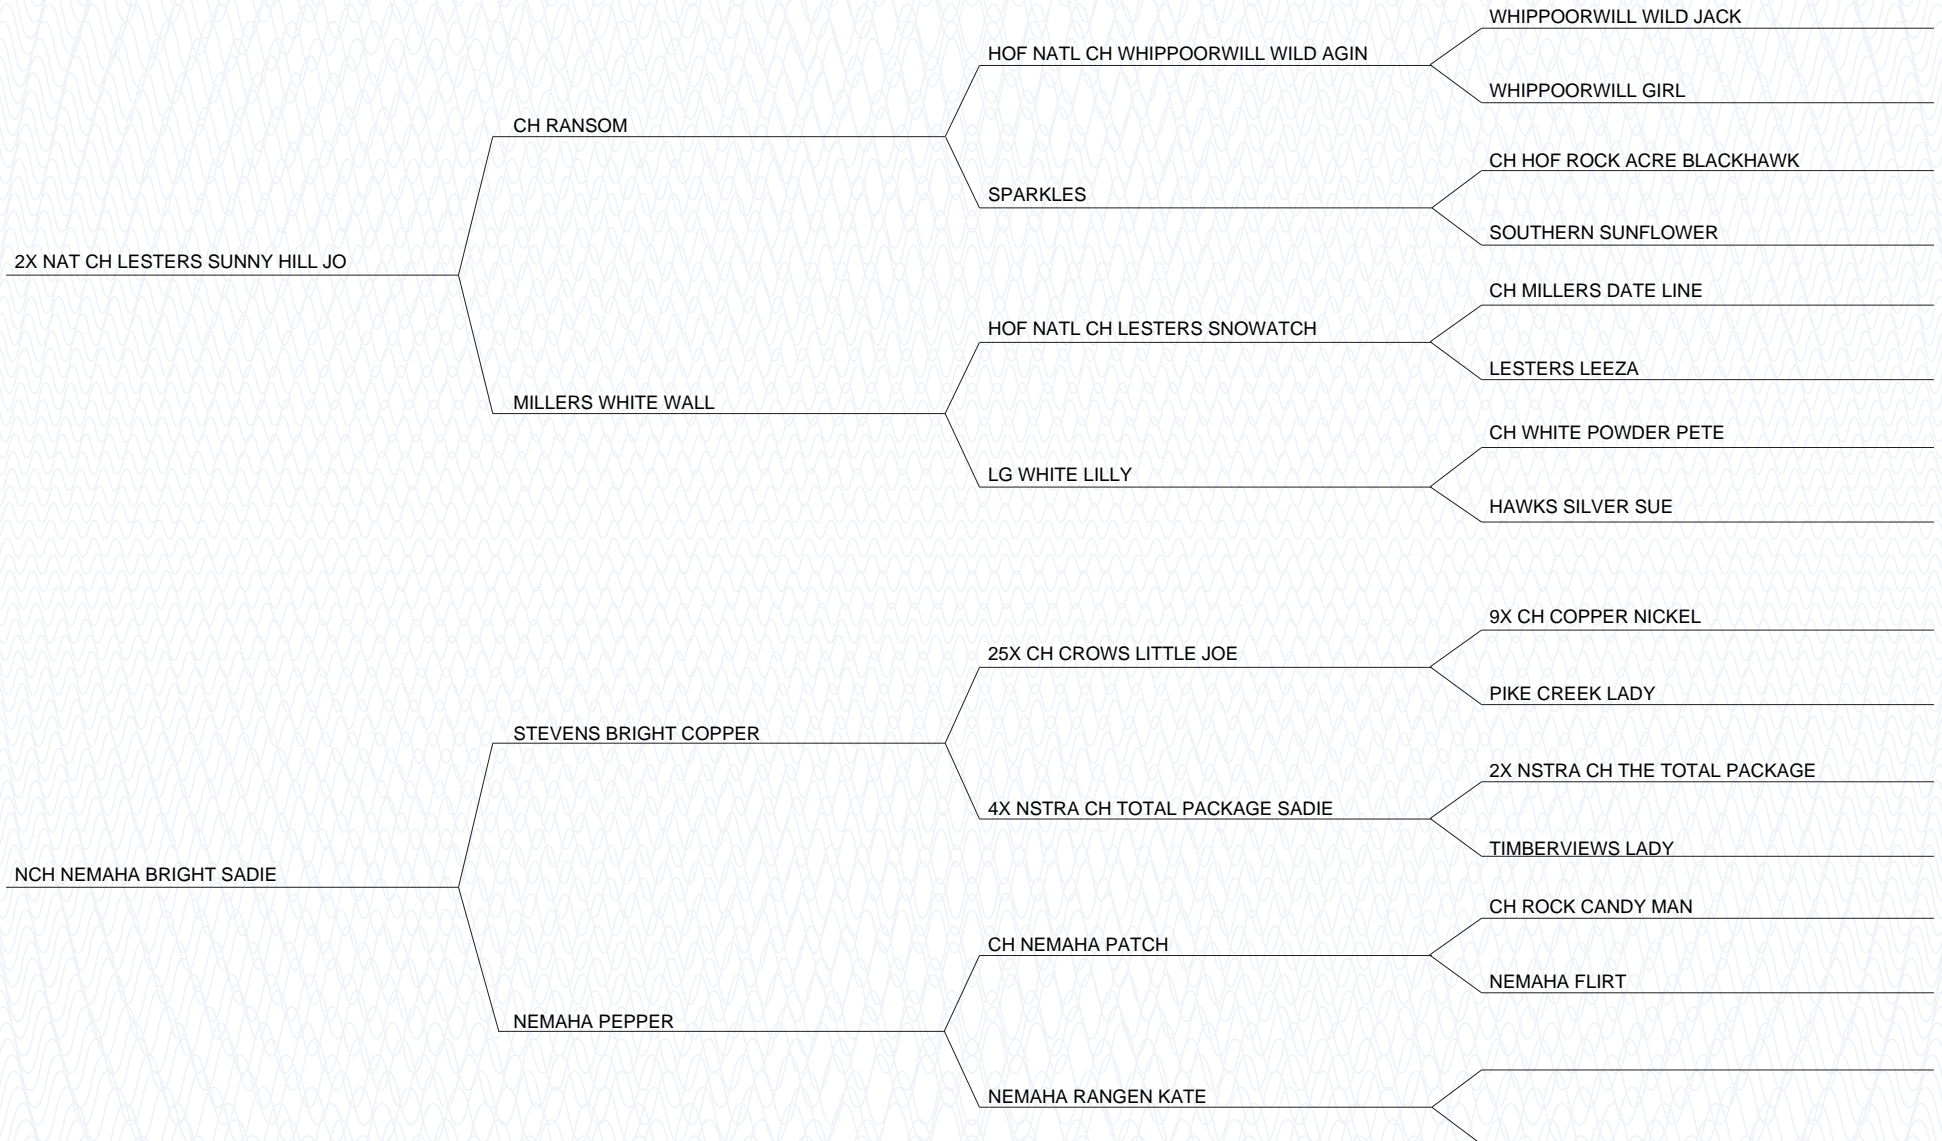 WHIPPOORWILL WILD JACK
HOF NATL CH WHIPPOORWILL WILD AGIN
WHIPPOORWILL GIRL
CH RANSOM
CH HOF ROCK ACRE BLACKHAWK
SPARKLES
SOUTHERN SUNFLOWER
2X NAT CH LESTERS SUNNY HILL JO
CH MILLERS DATE LINE
HOF NATL CH LESTERS SNOWATCH
LESTERS LEEZA
MILLERS WHITE WALL
CH WHITE POWDER PETE
LG WHITE LILLY
HAWKS SILVER SUE
9X CH COPPER NICKEL
25X CH CROWS LITTLE JOE
PIKE CREEK LADY
STEVENS BRIGHT COPPER
2X NSTRA CH THE TOTAL PACKAGE
4X NSTRA CH TOTAL PACKAGE SADIE
TIMBERVIEWS LADY
NCH NEMAHA BRIGHT SADIE
CH ROCK CANDY MAN
CH NEMAHA PATCH
NEMAHA FLIRT
NEMAHA PEPPER
NEMAHA RANGEN KATE